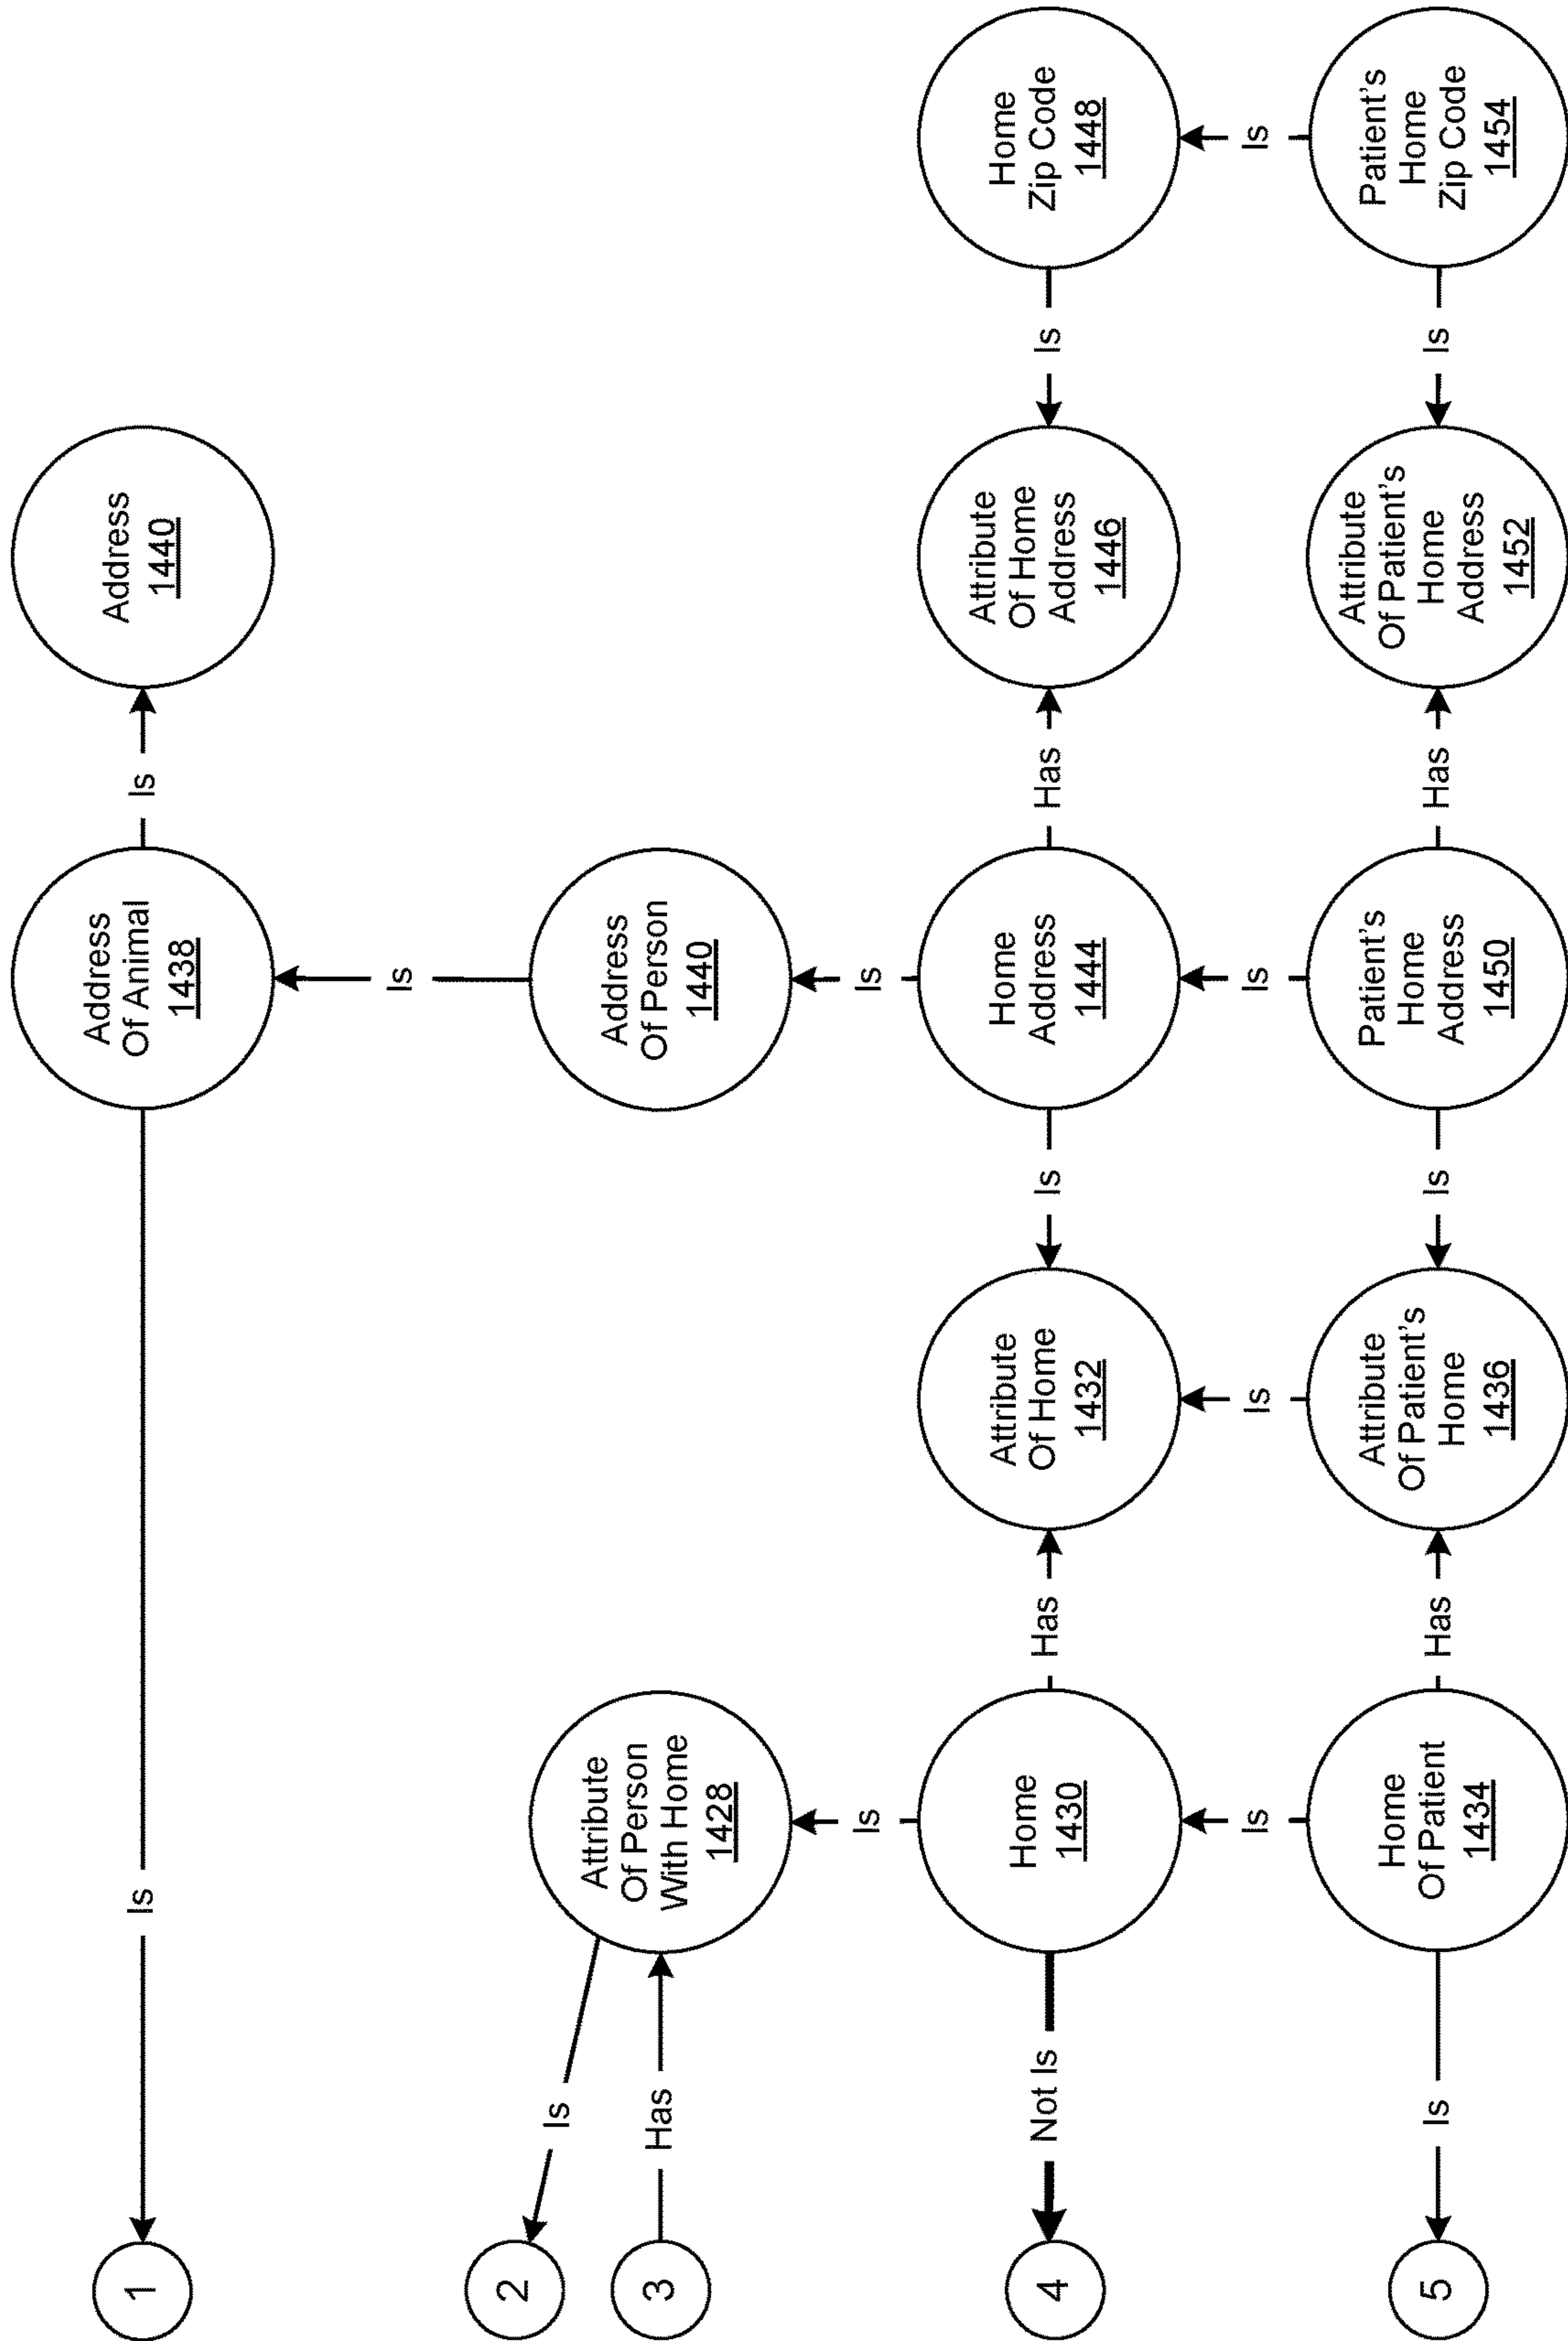 1
Is
Address
Of Animal
1438
Is
Address
1440
Is
2
Is
3
Has
Attribute
Of Person
With Home
1428
Address
Of Person
1440
Is
Is
4
Not Is
Home
1430
Has
Attribute
Of Home
1432
Is
Home
Address
1444
Has
Attribute
Of Home
Address
1446
Is
Home
Zip Code
1448
Is
Is
Is
Is
5
Is
Home
Of Patient
1434
Has
Attribute
Of Patient's
Home
1436
Is
Patient's
Home
Address
1450
Has
Attribute
Of Patient's
Home
Address
1452
Is
Patient's
Home
Zip Code
1454